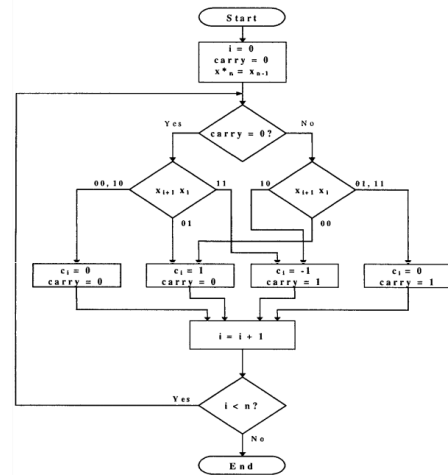 Start
i = 0
carry = 0
x*n = xn-1
Yes
No
carry = 0?
00, 10
xi+1 xi
11
10
xi+1 xi
01, 11
01
00
ci = 0
carry = 0
ci = 1
carry = 0
ci = -1
carry = 1
ci = 0
carry = 1
i = i + 1
Yes
i < n?
No
End